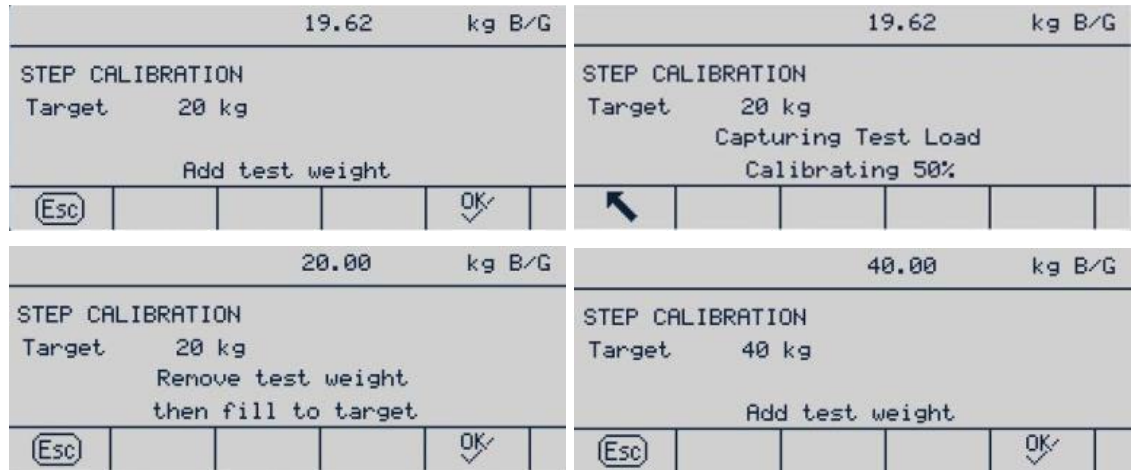 19.62 kg B/G
STEP CALIBRATION
Target 20 kg
Add test weight
Esc OK
19.62 kg B/G
STEP CALIBRATION
Target 20 kg
Capturing Test Load
Calibrating 50%
20.00 kg B/G
STEP CALIBRATION
Target 20 kg
Remove test weight
then fill to target
Esc OK
40.00 kg B/G
STEP CALIBRATION
Target 40 kg
Add test weight
Esc OK